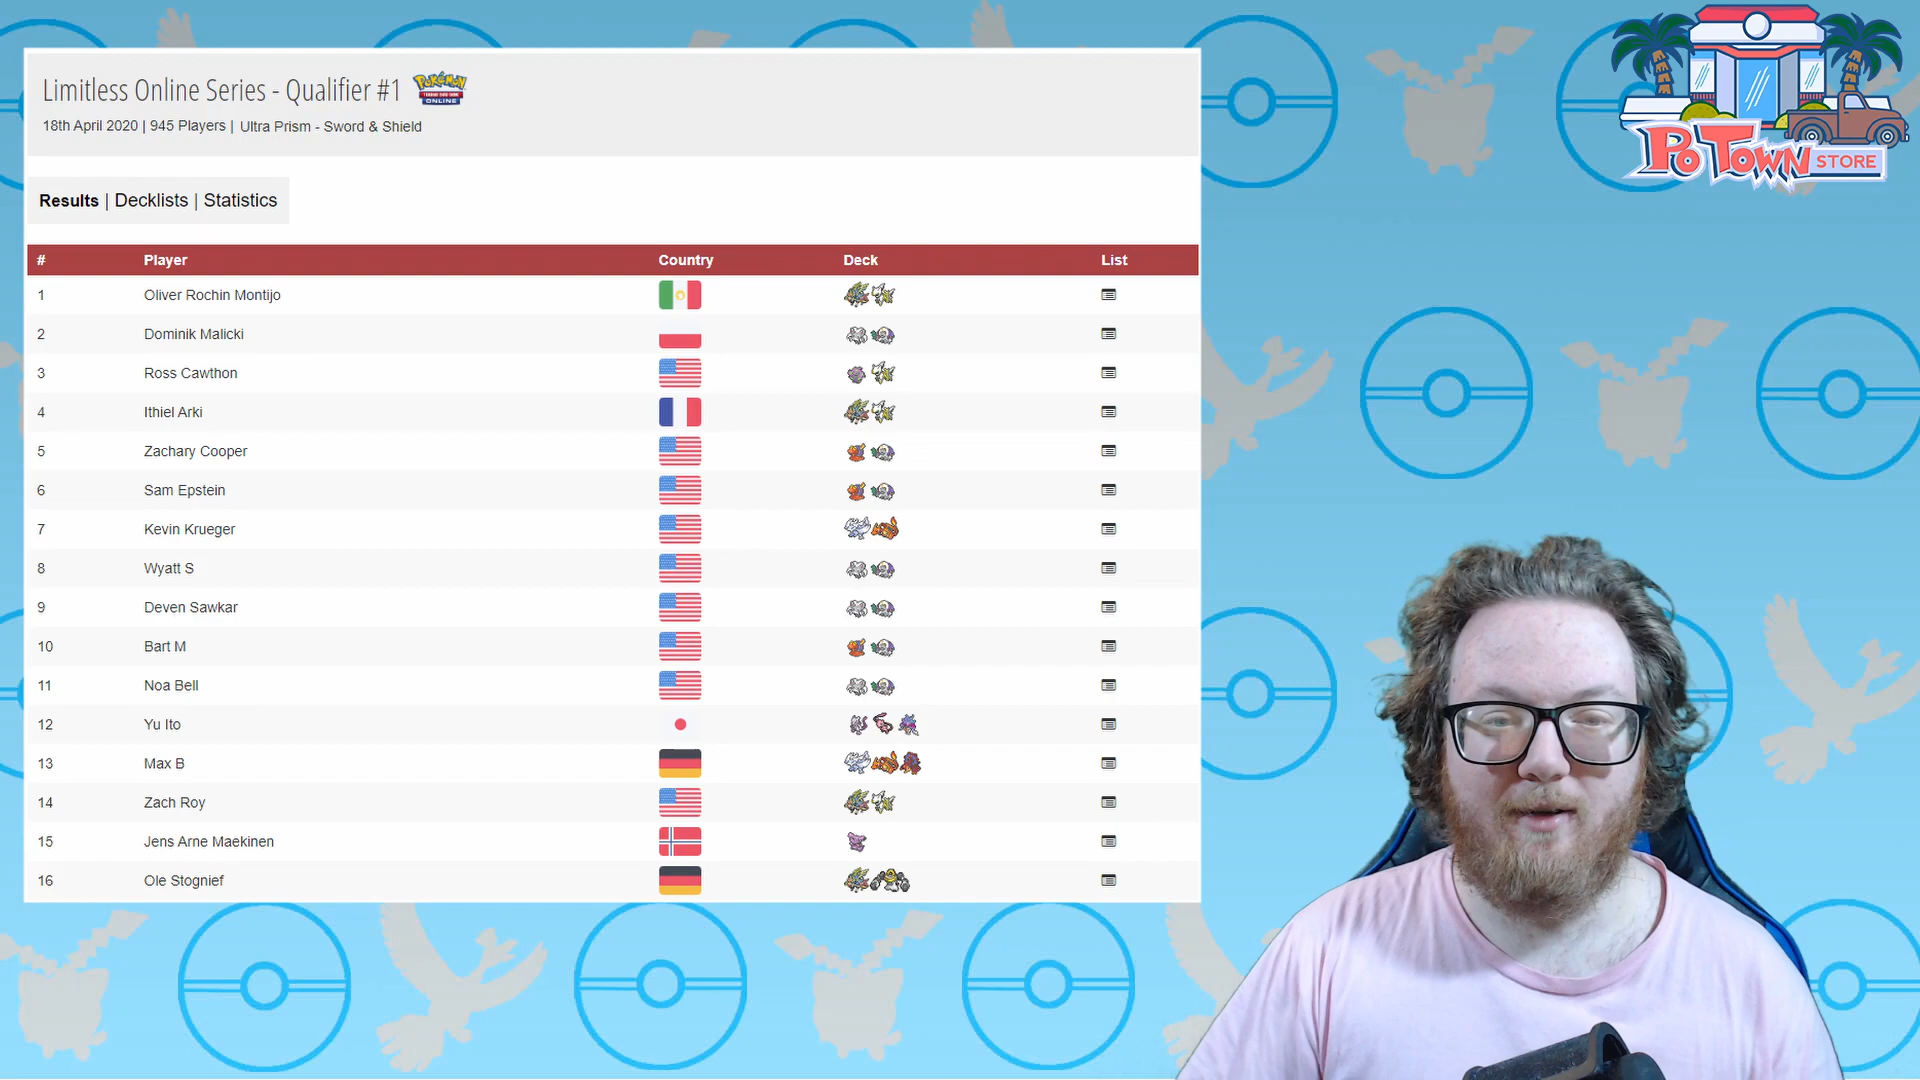 Limitless Online Series - Qualifier #1
Pokémon
ONLINE
18th April 2020 | 945 Players | Ultra Prism - Sword & Shield
PoTown STORE
Results | Decklists | Statistics
# Player Country Deck List
1 Oliver Rochin Montijo
2 Dominik Malicki
3 Ross Cawthon
4 Ithiel Arki
5 Zachary Cooper
6 Sam Epstein
7 Kevin Krueger
8 Wyatt S
9 Deven Sawkar
10 Bart M
11 Noa Bell
12 Yu Ito
13 Max B
14 Zach Roy
15 Jens Arne Maekinen
16 Ole Stognief